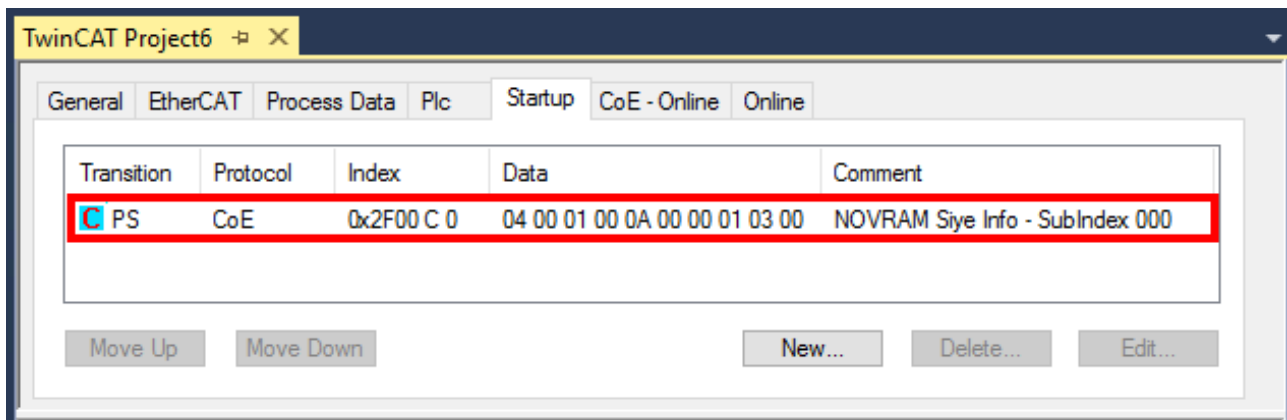 TwinCAT Project6
General EtherCAT Process Data Plc Startup CoE - Online Online
Transition Protocol Index Data Comment
C PS CoE 0x2F00 C 0 04 00 01 00 0A 00 00 01 03 00 NOVRAM Siye Info - SubIndex 000
Move Up Move Down New... Delete... Edit...